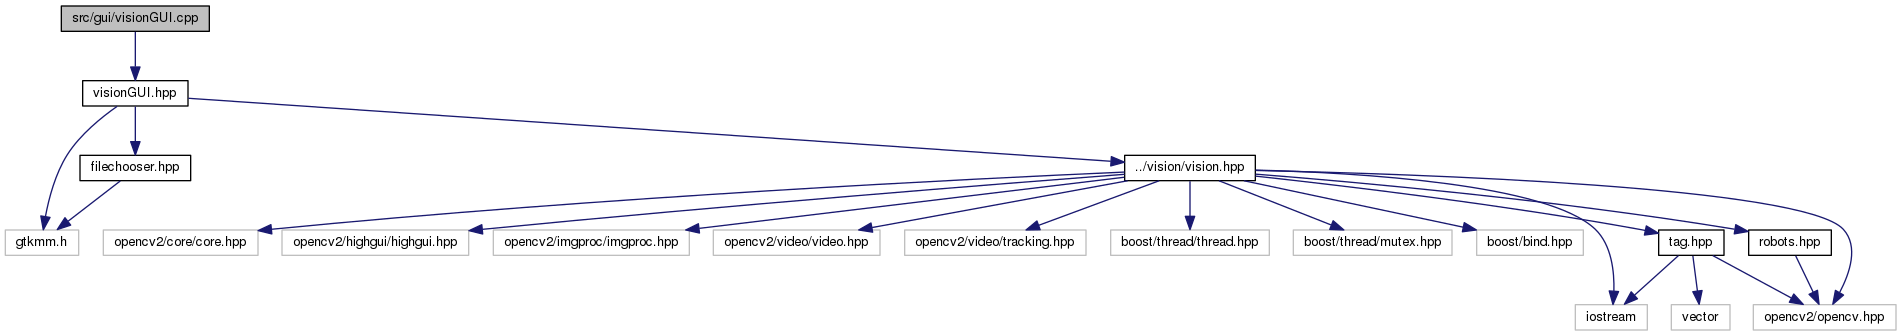 src/gui/visionGUI.cpp
visionGUI.hpp
filechooser.hpp
../vision/vision.hpp
gtkmm.h
opencv2/core/core.hpp
opencv2/highgui/highgui.hpp
opencv2/imgproc/imgproc.hpp
opencv2/video/video.hpp
opencv2/video/tracking.hpp
boost/thread/thread.hpp
boost/thread/mutex.hpp
boost/bind.hpp
tag.hpp
robots.hpp
iostream
vector
opencv2/opencv.hpp